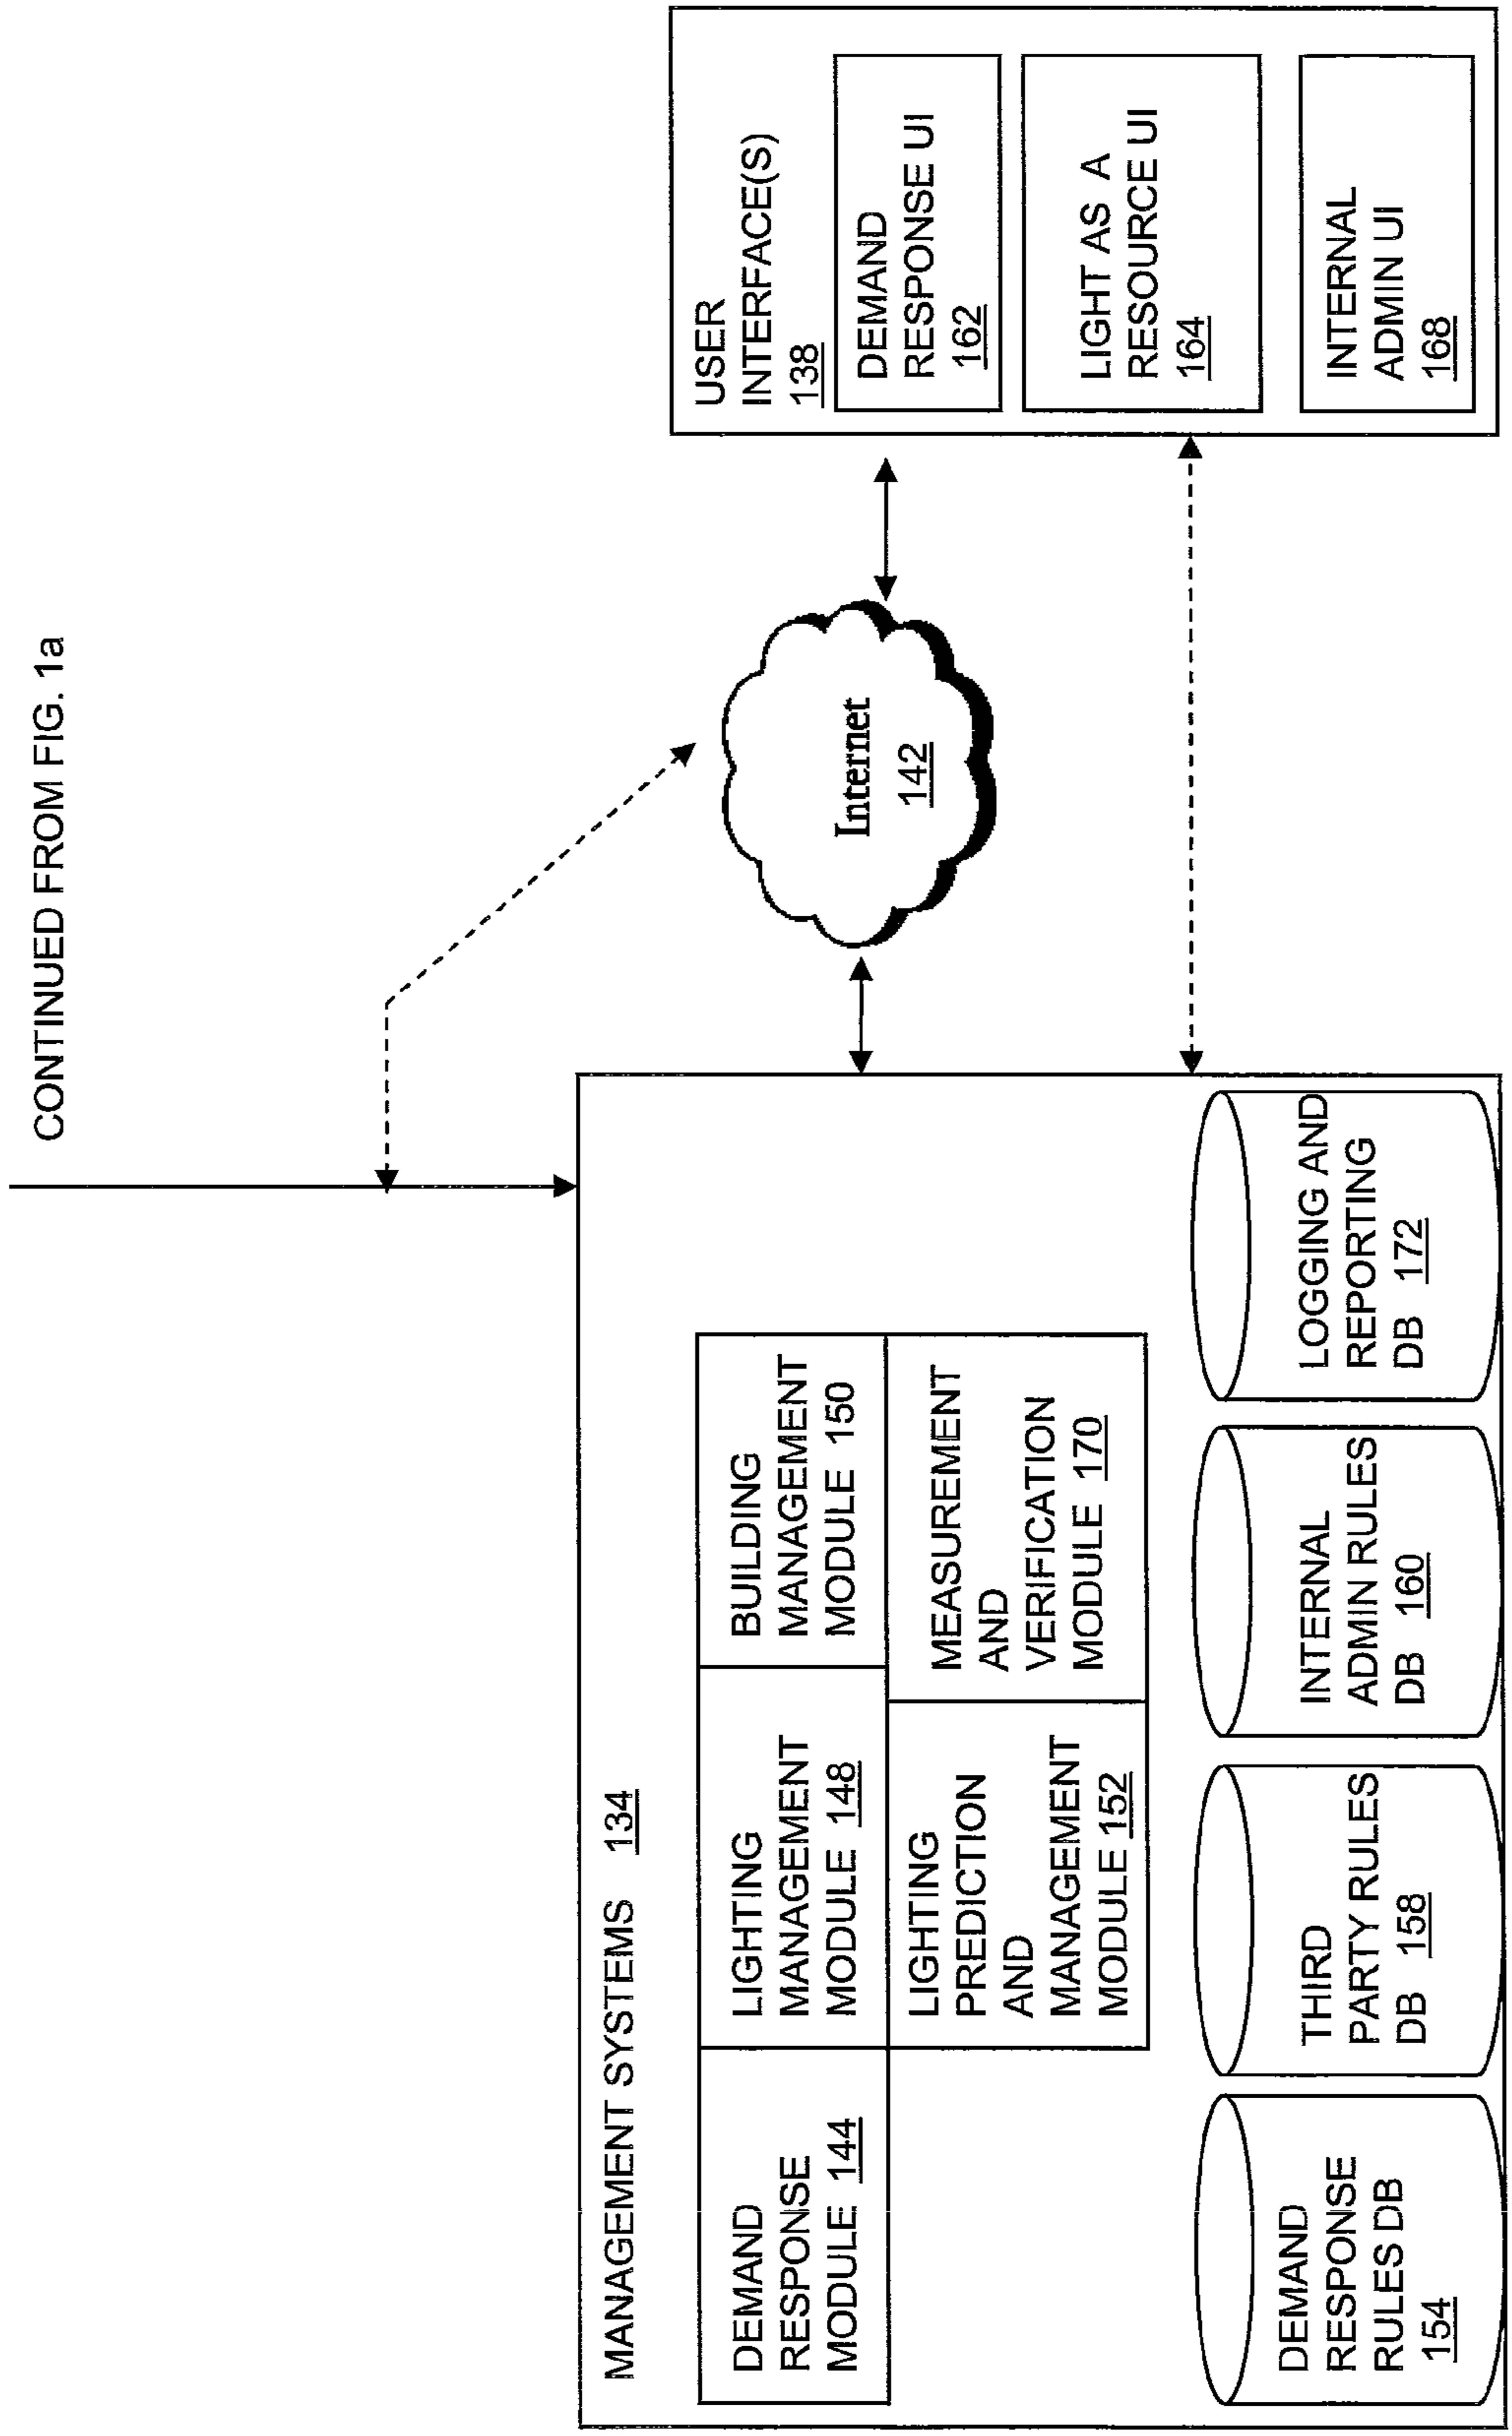 CONTINUED FROM FIG. 1a
MANAGEMENT SYSTEMS 134
DEMAND
RESPONSE
MODULE 144
LIGHTING
MANAGEMENT
MODULE 148
BUILDING
MANAGEMENT
MODULE 150
LIGHTING
PREDICTION
AND
MANAGEMENT
MODULE 152
MEASUREMENT
AND
VERIFICATION
MODULE 170
DEMAND
RESPONSE
RULES DB
154
THIRD
PARTY RULES
DB 158
INTERNAL
ADMIN RULES
DB 160
LOGGING AND
REPORTING
DB 172
Internet
142
USER
INTERFACE(S)
138
DEMAND
RESPONSE UI
162
LIGHT AS A
RESOURCE UI
164
INTERNAL
ADMIN UI
168